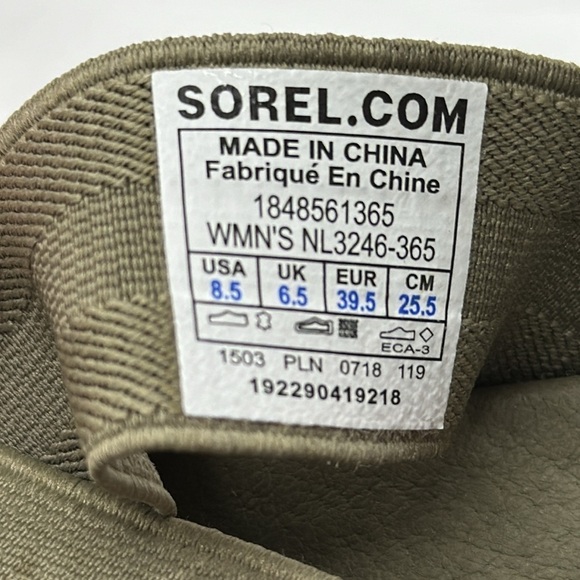 SOREL.COM
MADE IN CHINA
Fabriqué En Chine
1848561365
WMN'S NL3246-365
USA UK EUR CM
8.5 6.5 39.5 25.5
ECA-3
1503 PLN 0718 119
192290419218